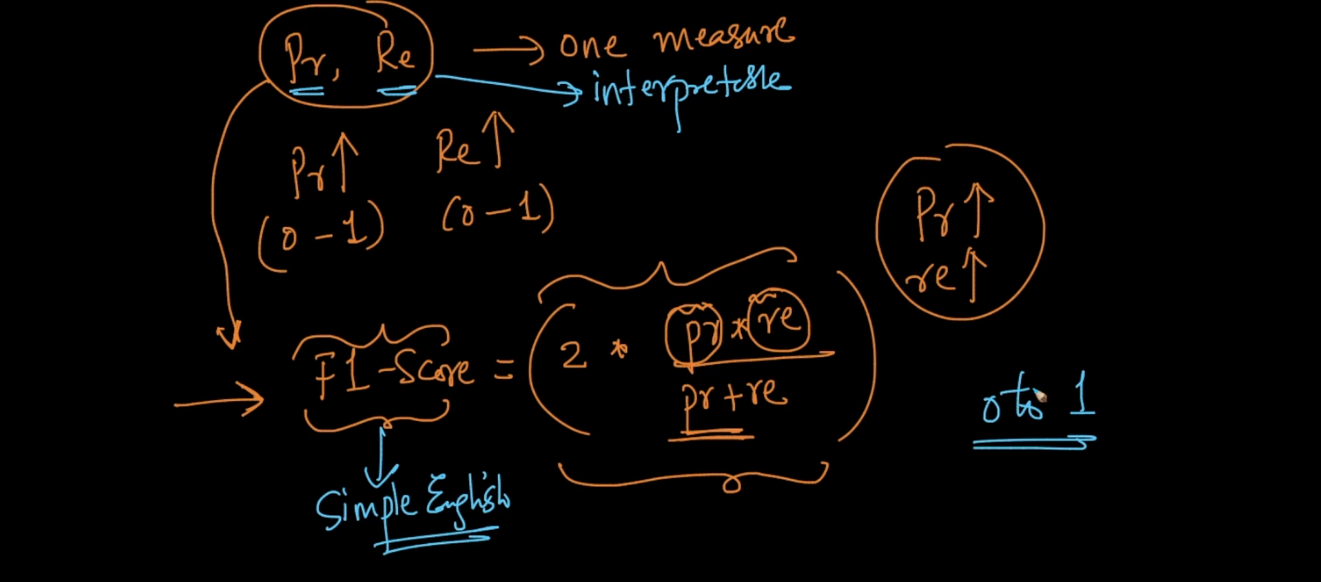 Pr, Re → one measure
→ interpretable
Pr↑ Re↑
(0-1) (0-1)
Pr↑
re↑
F1-Score = (2 * pr * re
pr + re)
0 to 1
Simple English